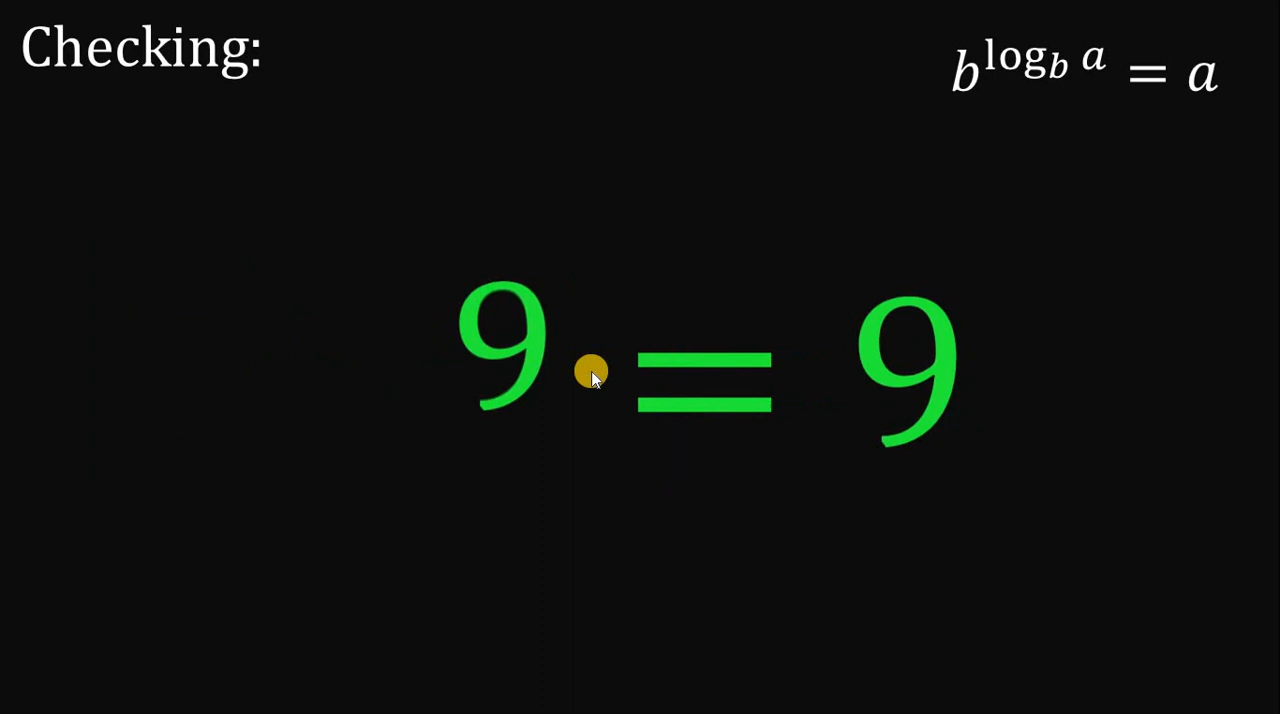 Checking:
b^{log_b a} = a
9 = 9